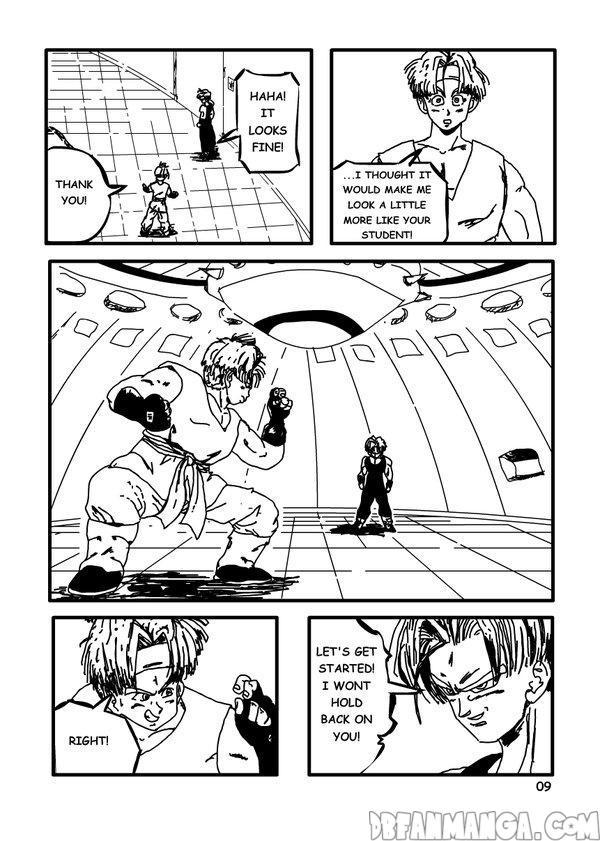 HAHA!
IT
LOOKS
FINE!
THANK
YOU!
...I THOUGHT IT
WOULD MAKE ME
LOOK A LITTLE
MORE LIKE YOUR
STUDENT!
RIGHT!
LET'S GET
STARTED!
I WONT
HOLD
BACK ON
YOU!
09
DBFANMANGA.COM